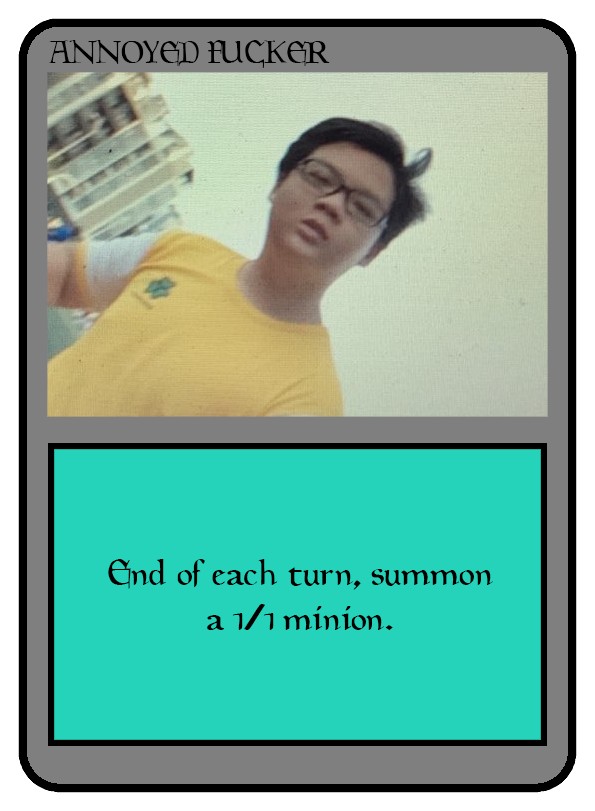 ANNOYED FUCKER
End of each turn, summon
a 1/1 minion.